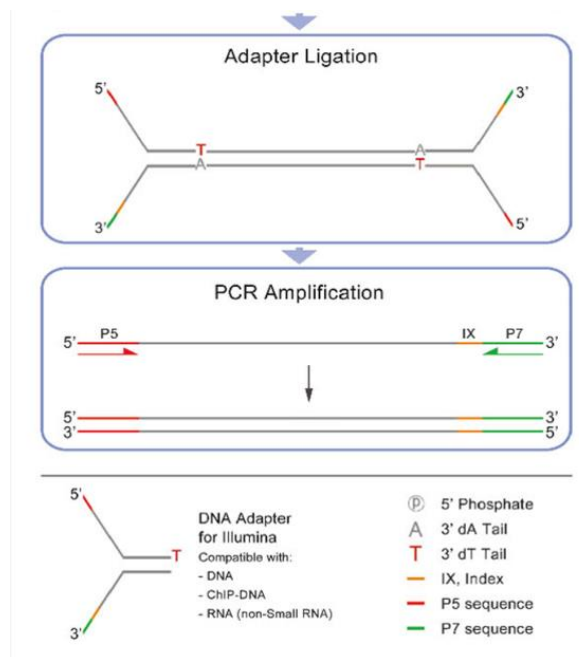 Adapter Ligation
5’ 3’
T A
A T
3’ 5’
PCR Amplification
P5 IX P7
5’ 3’
5’ 3’
3’ 5’
5’
T
3’
DNA Adapter
for Illumina
Compatible with:
- DNA
- ChIP-DNA
- RNA (non-Small RNA)
P 5’ Phosphate
A 3’ dA Tail
T 3’ dT Tail
IX, Index
P5 sequence
P7 sequence